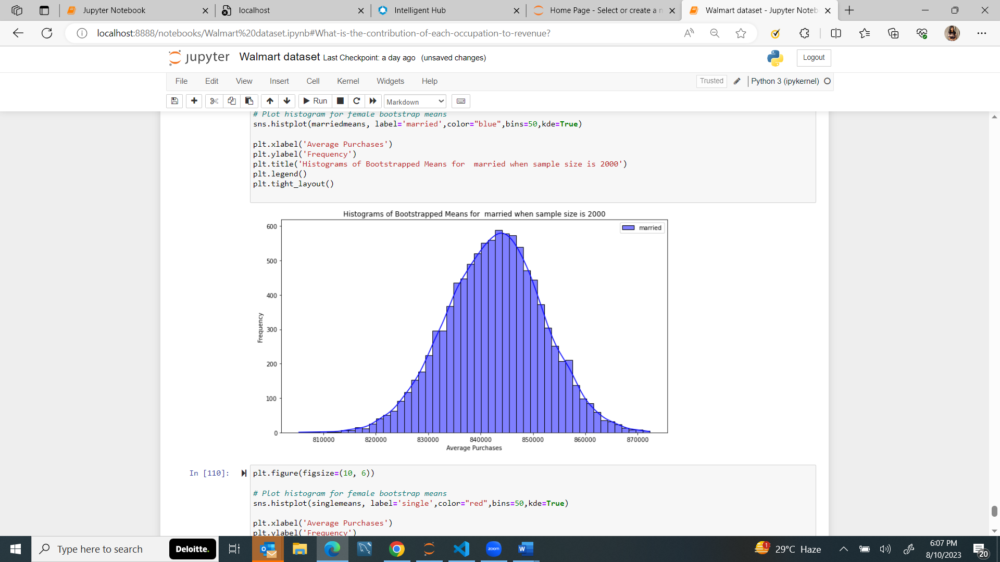 Jupyter Notebook
localhost
Intelligent Hub
Home Page - Select or create a n
Walmart dataset - Jupyter Noteb
localhost:8888/notebooks/Walmart%20dataset.ipynb#What-is-the-contribution-of-each-occupation-to-revenue?
jupyter Walmart dataset Last Checkpoint: a day ago (unsaved changes)
Logout
File Edit View Insert Cell Kernel Widgets Help
Trusted
Python 3 (ipykernel)
Run
Markdown
# Plot histogram for female bootstrap means
sns.histplot(marriedmeans, label='married',color="blue",bins=50,kde=True)
plt.xlabel('Average Purchases')
plt.ylabel('Frequency')
plt.title('Histograms of Bootstrapped Means for  married when sample size is 2000')
plt.legend()
plt.tight_layout()
Histograms of Bootstrapped Means for  married when sample size is 2000
married
600
500
400
300
200
100
0
Frequency
810000 820000 830000 840000 850000 860000 870000
Average Purchases
In [110]:
plt.figure(figsize=(10, 6))
# Plot histogram for female bootstrap means
sns.histplot(singlemeans, label='single',color="red",bins=50,kde=True)
plt.xlabel('Average Purchases')
plt.ylabel('Frequency')
Type here to search
Deloitte.
zoom
1
29°C Haze
6:07 PM
8/10/2023
20